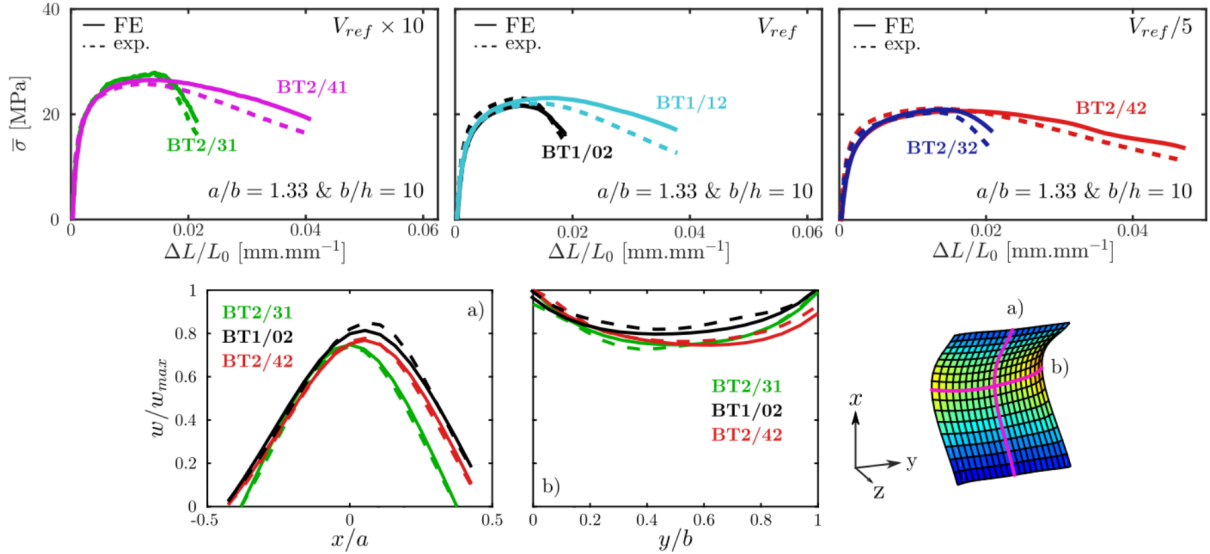 FE
exp.
V_ref × 10
BT2/41
BT2/31
a/b = 1.33 & b/h = 10
σ̅ [MPa]
40
20
0
0
0.02
0.04
0.06
ΔL/L₀ [mm.mm⁻¹]
FE
exp.
V_ref
BT1/12
BT1/02
a/b = 1.33 & b/h = 10
0
0.02
0.04
0.06
ΔL/L₀ [mm.mm⁻¹]
FE
exp.
V_ref/5
BT2/42
BT2/32
a/b = 1.33 & b/h = 10
0
0.02
0.04
ΔL/L₀ [mm.mm⁻¹]
BT2/31
BT1/02
BT2/42
a)
w/w_max
1
0.8
0.6
0.4
0.2
0
-0.5
0
0.5
x/a
BT2/31
BT1/02
BT2/42
b)
0
0.2
0.4
0.6
0.8
1
y/b
a)
b)
x
y
z